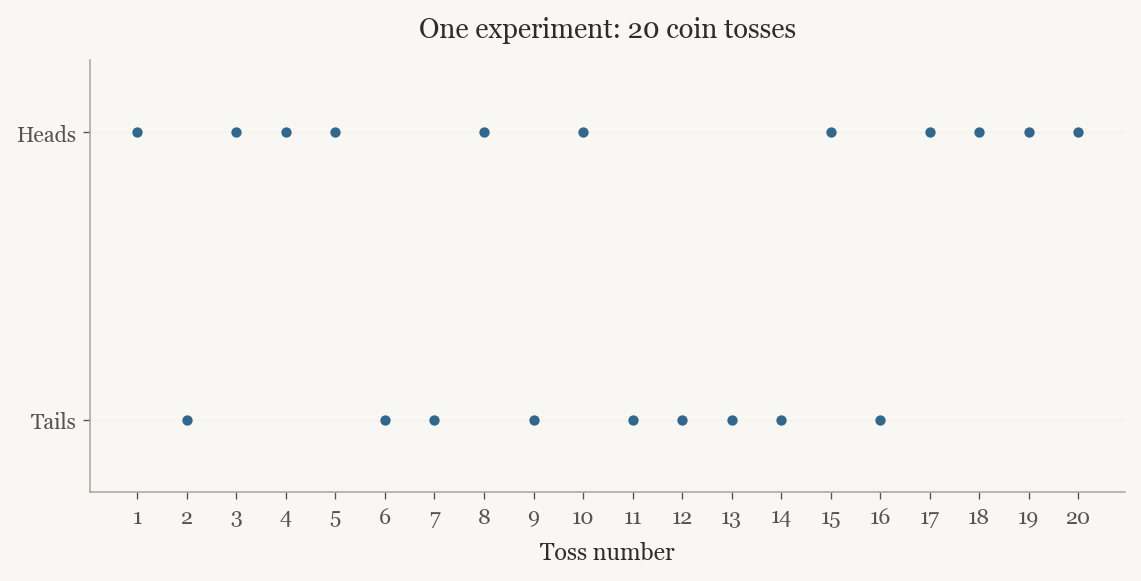 One experiment: 20 coin tosses
Heads
Tails
1 2 3 4 5 6 7 8 9 10 11 12 13 14 15 16 17 18 19 20
Toss number